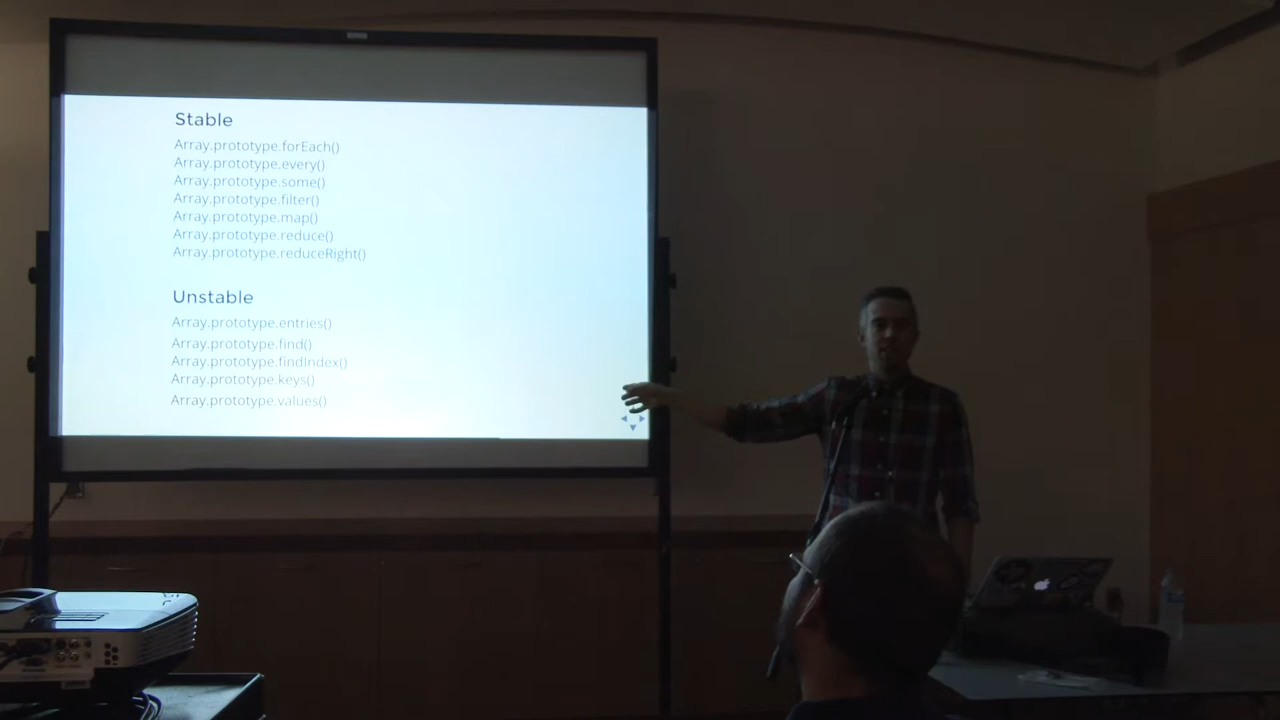 Stable
Array.prototype.forEach()
Array.prototype.every()
Array.prototype.some()
Array.prototype.filter()
Array.prototype.map()
Array.prototype.reduce()
Array.prototype.reduceRight()
Unstable
Array.prototype.entries()
Array.prototype.find()
Array.prototype.findIndex()
Array.prototype.keys()
Array.prototype.values()